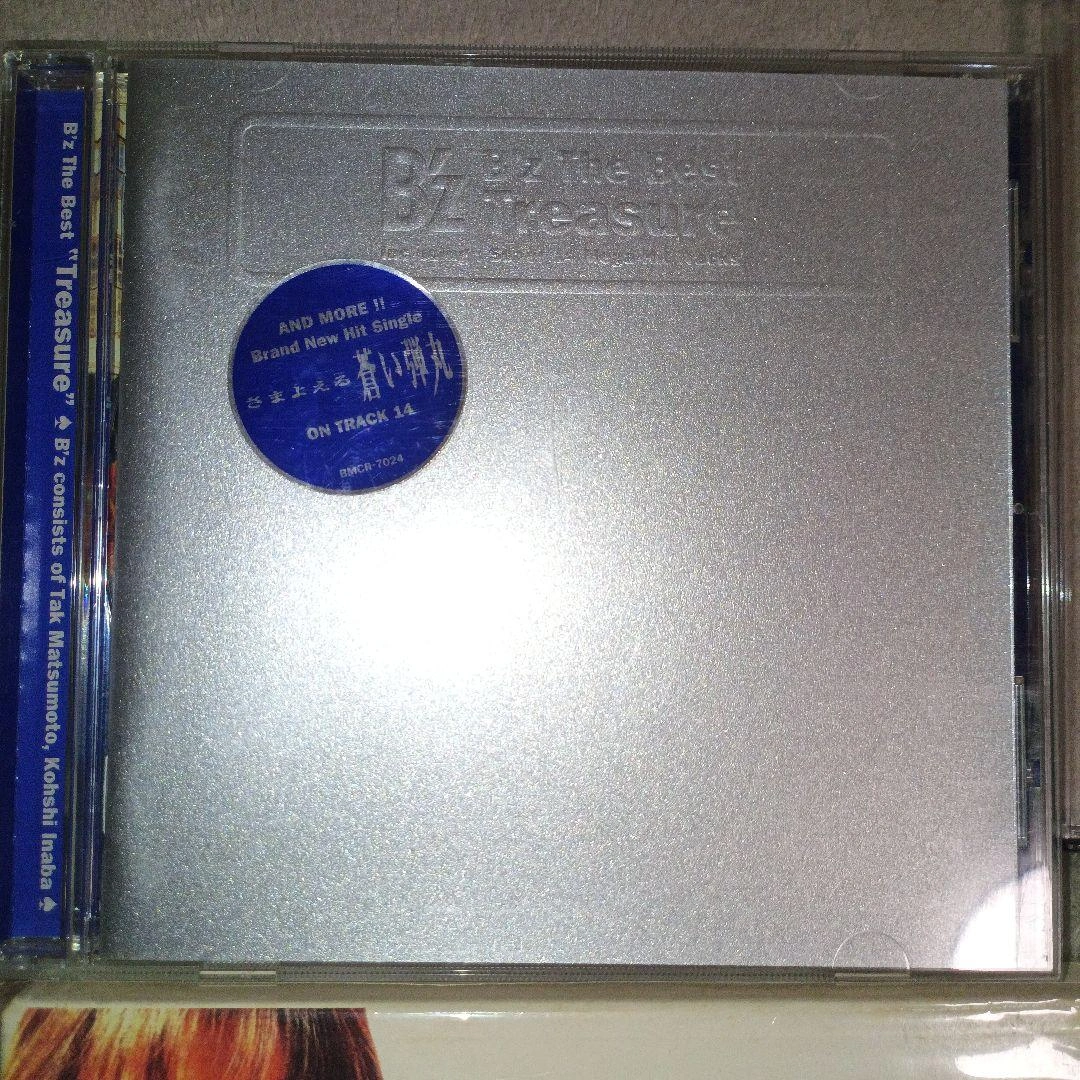 B'z The Best "Treasure" ♠ B'z consists of Tak Matsumoto, Kohshi Inaba ♠
B'z
B'z The Best
Treasure
AND MORE !!
Brand New Hit Single
さまよえる蒼い弾丸
ON TRACK 14
BMCR-7024